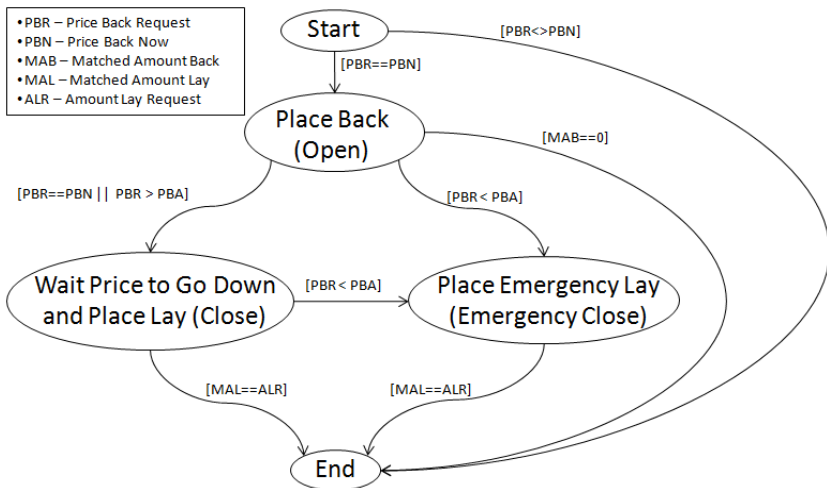 •PBR – Price Back Request
•PBN – Price Back Now
•MAB – Matched Amount Back
•MAL – Matched Amount Lay
•ALR – Amount Lay Request
Start
[PBR<>PBN]
[PBR==PBN]
Place Back
(Open)
[MAB==0]
[PBR==PBN || PBR > PBA]
[PBR< PBA]
Wait Price to Go Down
and Place Lay (Close)
[PBR< PBA]
Place Emergency Lay
(Emergency Close)
[MAL==ALR]
[MAL==ALR]
End